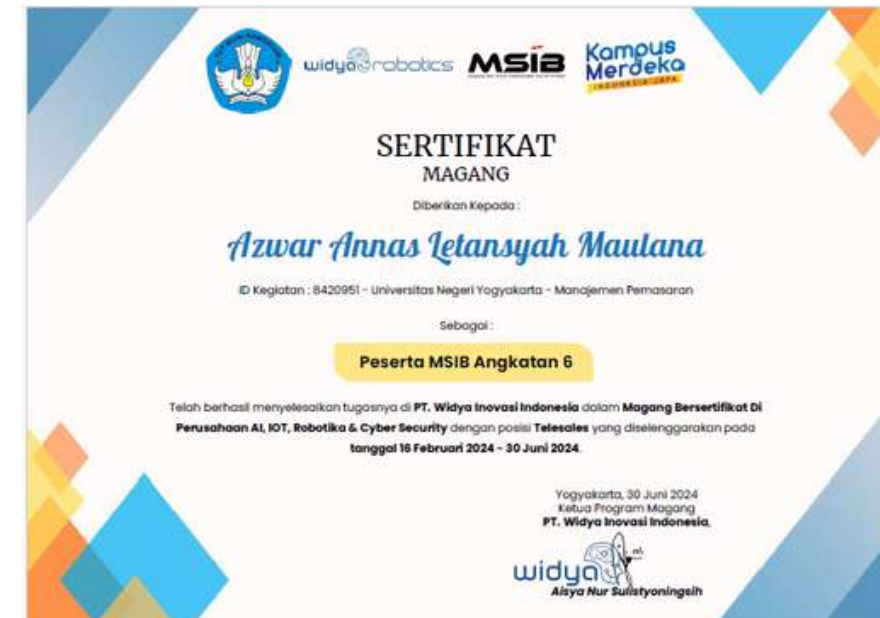 widya robotics MSIB Kampus
Merdeka
INDONESIA JAYA
SERTIFIKAT
MAGANG
Diberikan Kepada :
Azwar Annas Letansyah Maulana
ID Kegiatan : 8420951 - Universitas Negeri Yogyakarta - Manajemen Pemasaran
Sebagai :
Peserta MSIB Angkatan 6
Telah berhasil menyelesaikan tugasnya di PT. Widya Inovasi Indonesia dalam Magang Bersertifikat Di
Perusahaan AI, IOT, Robotika & Cyber Security dengan posisi Telesales yang diselenggarakan pada
tanggal 16 Februari 2024 - 30 Juni 2024.
Yogyakarta, 30 Juni 2024
Ketua Program Magang
PT. Widya Inovasi Indonesia,
widya
Aisya Nur Sulistyoningsih